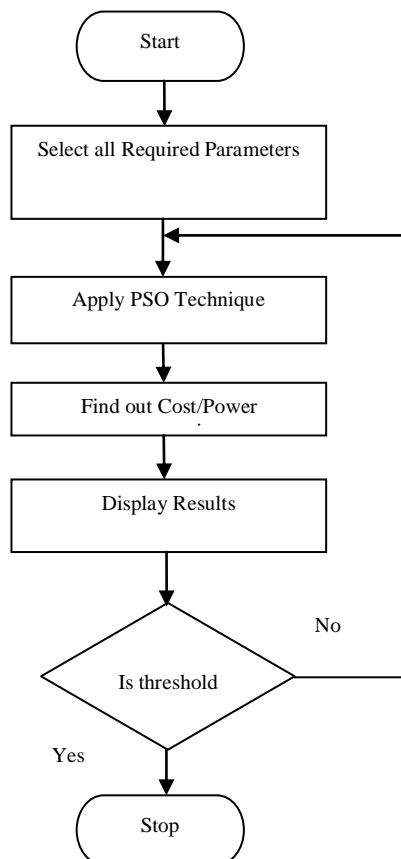 Start
Select all Required Parameters
Apply PSO Technique
Find out Cost/Power
.
Display Results
No
Is threshold
Yes
Stop